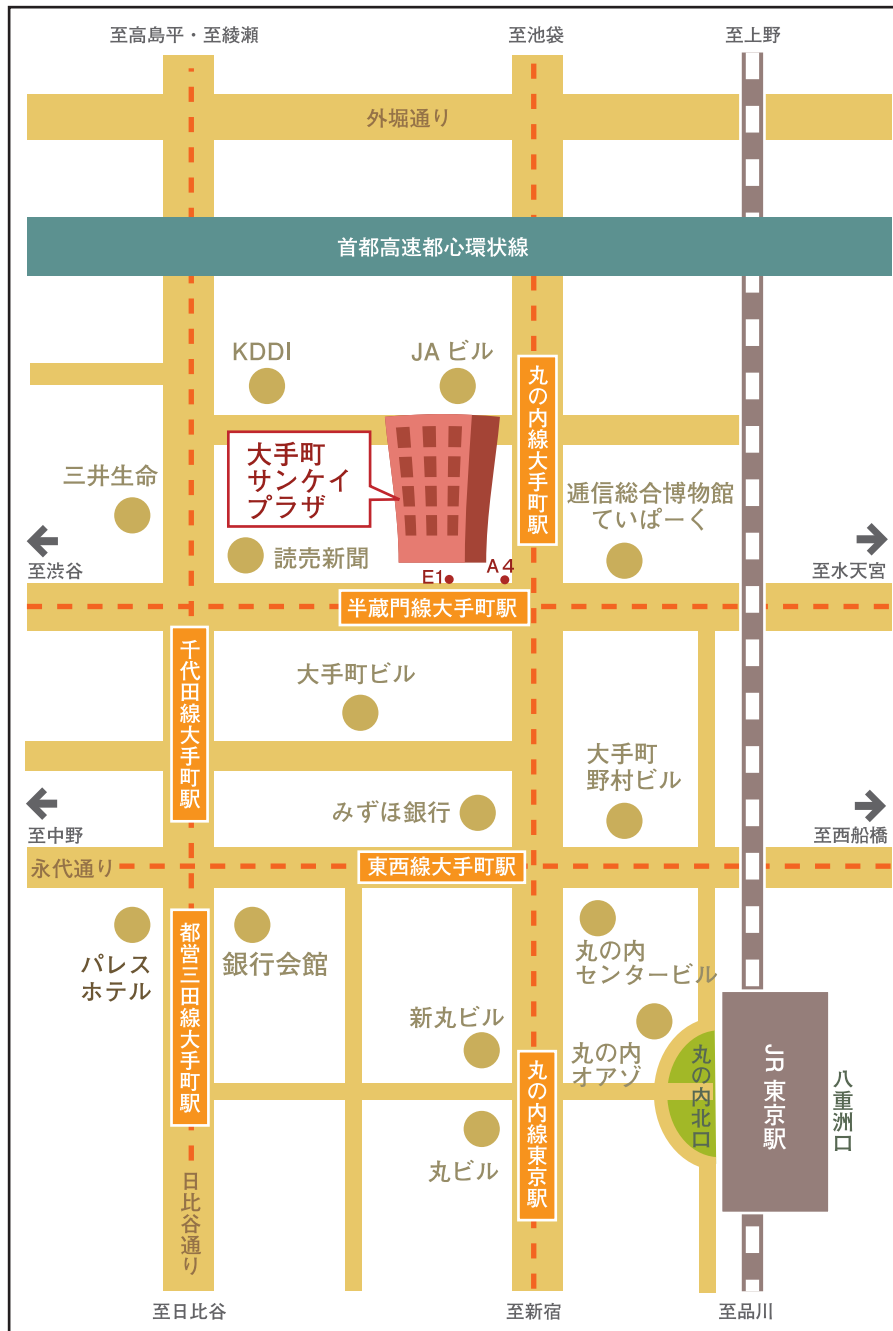 至高島平・至綾瀬
至池袋
至上野
外堀通り
首都高速都心環状線
KDDI
JAビル
丸の内線大手町駅
大手町
サンケイ
プラザ
三井生命
逓信総合博物館
ていぱーく
読売新聞
至渋谷
至水天宮
E1
A4
半蔵門線大手町駅
千代田線大手町駅
大手町ビル
大手町
野村ビル
みずほ銀行
至中野
至西船橋
永代通り
東西線大手町駅
パレス
ホテル
都営三田線大手町駅
銀行会館
丸の内
センタービル
新丸ビル
丸の内
オアゾ
丸の内線東京駅
丸の内北口
JR東京駅
八重洲口
丸ビル
日比谷通り
至日比谷
至新宿
至品川